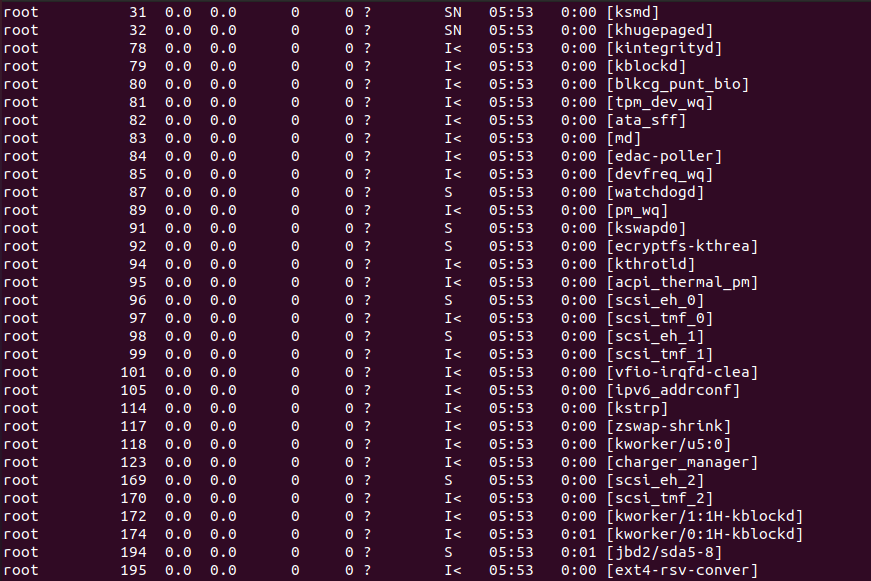 root          31  0.0  0.0      0     0 ?        SN   05:53   0:00 [ksmd]
root          32  0.0  0.0      0     0 ?        SN   05:53   0:00 [khugepaged]
root          78  0.0  0.0      0     0 ?        I<   05:53   0:00 [kintegrityd]
root          79  0.0  0.0      0     0 ?        I<   05:53   0:00 [kblockd]
root          80  0.0  0.0      0     0 ?        I<   05:53   0:00 [blkcg_punt_bio]
root          81  0.0  0.0      0     0 ?        I<   05:53   0:00 [tpm_dev_wq]
root          82  0.0  0.0      0     0 ?        I<   05:53   0:00 [ata_sff]
root          83  0.0  0.0      0     0 ?        I<   05:53   0:00 [md]
root          84  0.0  0.0      0     0 ?        I<   05:53   0:00 [edac-poller]
root          85  0.0  0.0      0     0 ?        I<   05:53   0:00 [devfreq_wq]
root          87  0.0  0.0      0     0 ?        S    05:53   0:00 [watchdogd]
root          89  0.0  0.0      0     0 ?        I<   05:53   0:00 [pm_wq]
root          91  0.0  0.0      0     0 ?        S    05:53   0:00 [kswapd0]
root          92  0.0  0.0      0     0 ?        S    05:53   0:00 [ecryptfs-kthrea]
root          94  0.0  0.0      0     0 ?        I<   05:53   0:00 [kthrotld]
root          95  0.0  0.0      0     0 ?        I<   05:53   0:00 [acpi_thermal_pm]
root          96  0.0  0.0      0     0 ?        S    05:53   0:00 [scsi_eh_0]
root          97  0.0  0.0      0     0 ?        I<   05:53   0:00 [scsi_tmf_0]
root          98  0.0  0.0      0     0 ?        S    05:53   0:00 [scsi_eh_1]
root          99  0.0  0.0      0     0 ?        I<   05:53   0:00 [scsi_tmf_1]
root         101  0.0  0.0      0     0 ?        I<   05:53   0:00 [vfio-irqfd-clea]
root         105  0.0  0.0      0     0 ?        I<   05:53   0:00 [ipv6_addrconf]
root         114  0.0  0.0      0     0 ?        I<   05:53   0:00 [kstrp]
root         117  0.0  0.0      0     0 ?        I<   05:53   0:00 [zswap-shrink]
root         118  0.0  0.0      0     0 ?        I<   05:53   0:00 [kworker/u5:0]
root         123  0.0  0.0      0     0 ?        I<   05:53   0:00 [charger_manager]
root         169  0.0  0.0      0     0 ?        S    05:53   0:00 [scsi_eh_2]
root         170  0.0  0.0      0     0 ?        I<   05:53   0:00 [scsi_tmf_2]
root         172  0.0  0.0      0     0 ?        I<   05:53   0:00 [kworker/1:1H-kblockd]
root         174  0.0  0.0      0     0 ?        I<   05:53   0:01 [kworker/0:1H-kblockd]
root         194  0.0  0.0      0     0 ?        S    05:53   0:01 [jbd2/sda5-8]
root         195  0.0  0.0      0     0 ?        I<   05:53   0:00 [ext4-rsv-conver]